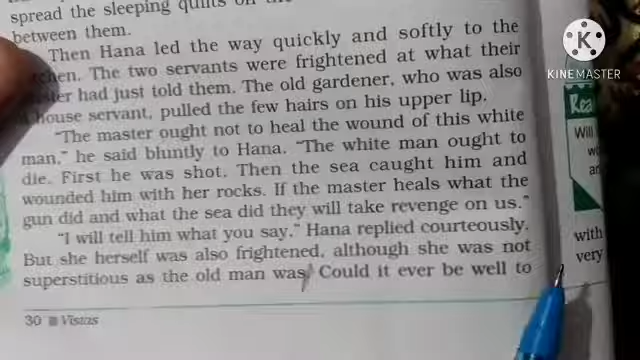 spread the sleeping quilts on the
between them.
Then Hana led the way quickly and softly to the
The two servants were frightened at what their
had just told them. The old gardener, who was also
house servant, pulled the few hairs on his upper lip.
"The master ought not to heal the wound of this white
man," he said bluntly to Hana. "The white man ought to
die. First he was shot. Then the sea caught him and
wounded him with her rocks. If the master heals what the
gun did and what the sea did they will take revenge on us."
"I will tell him what you say," Hana replied courteously.
But she herself was also frightened, although she was not
superstitious as the old man was. Could it ever be well to
30 Vistas
KINEMASTER
Rea
Will
with
very